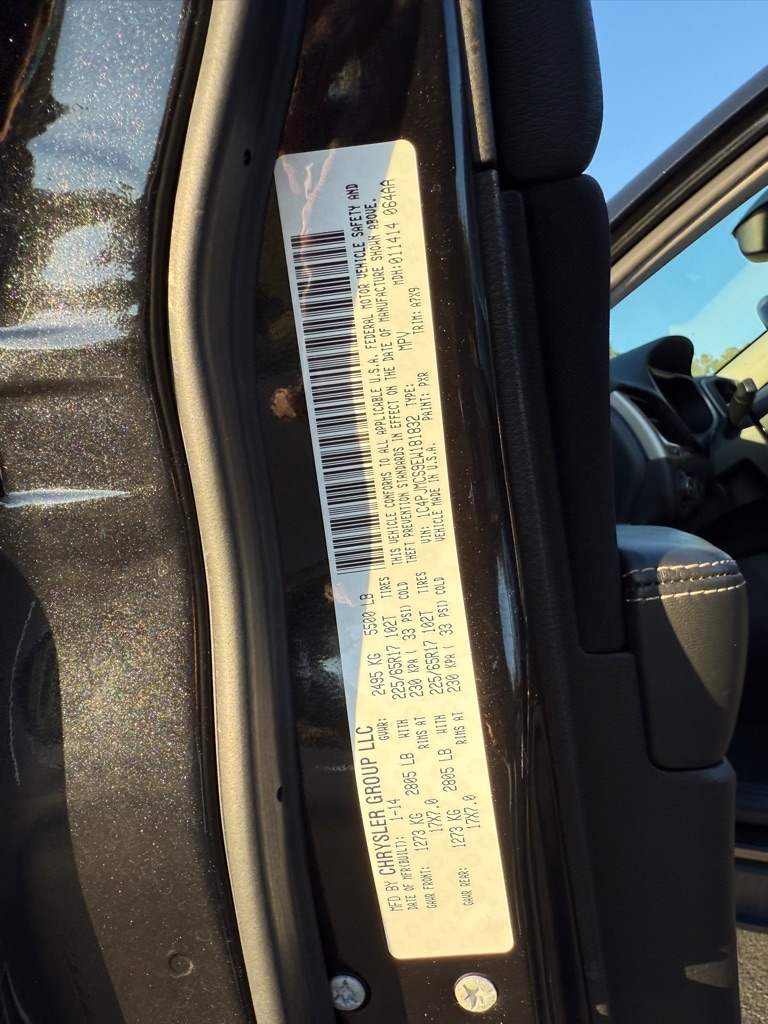 MFD BY CHRYSLER GROUP LLC
DATE OF MFR(BUILT): 1-14 GVWR: 2495 KG 5500 LB
GAWR FRONT: 1273 KG 2805 LB WITH 225/65R17 102T TIRES
17X7.0 RIMS AT 230 KPA ( 33 PSI) COLD
GAWR REAR: 1273 KG 2805 LB WITH 225/65R17 102T TIRES
17X7.0 RIMS AT 230 KPA ( 33 PSI) COLD
THIS VEHICLE CONFORMS TO ALL APPLICABLE U.S.A. FEDERAL MOTOR VEHICLE SAFETY AND
THEFT PREVENTION STANDARDS IN EFFECT ON THE DATE OF MANUFACTURE SHOWN ABOVE.
VIN: 1C4PJMCS9EW181832 TYPE: MPV MDH:011414 064AA
VEHICLE MADE IN U.S.A. PAINT: PXR TRIM: A7X9